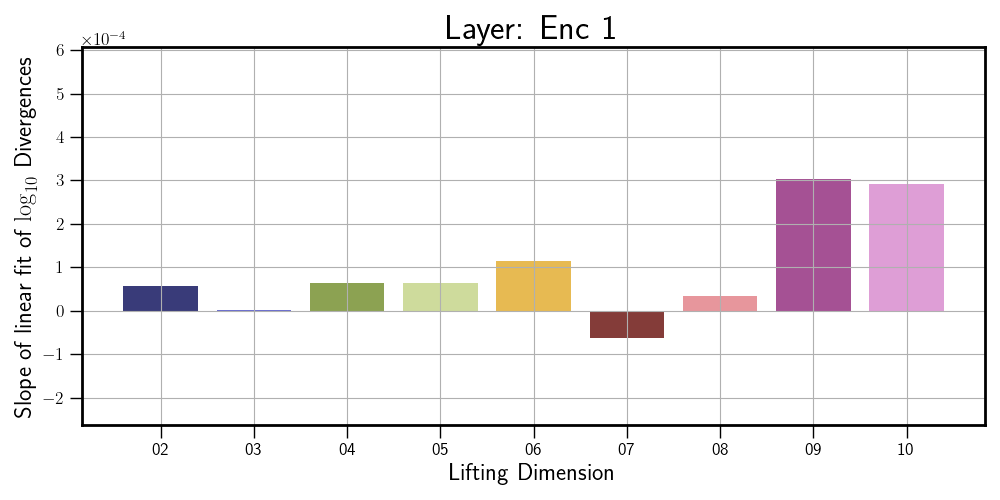 Layer: Enc 1
×10⁻⁴
6
5
4
3
2
1
0
−1
−2
Slope of linear fit of log₁₀ Divergences
02 03 04 05 06 07 08 09 10
Lifting Dimension